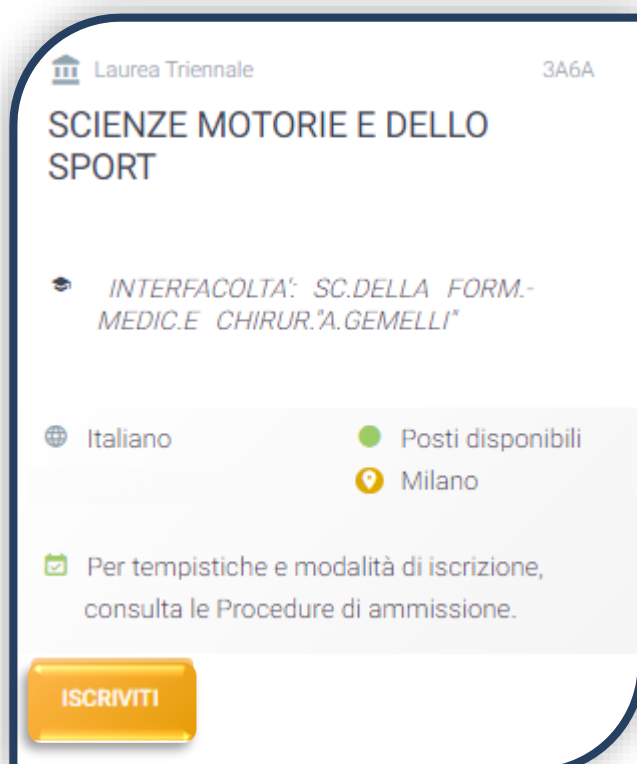 Laurea Triennale 3A6A
SCIENZE MOTORIE E DELLO
SPORT
INTERFACOLTA': SC.DELLA FORM.-
MEDIC.E CHIRUR."A.GEMELLI"
Italiano Posti disponibili
Milano
Per tempistiche e modalità di iscrizione,
consulta le Procedure di ammissione.
ISCRIVITI